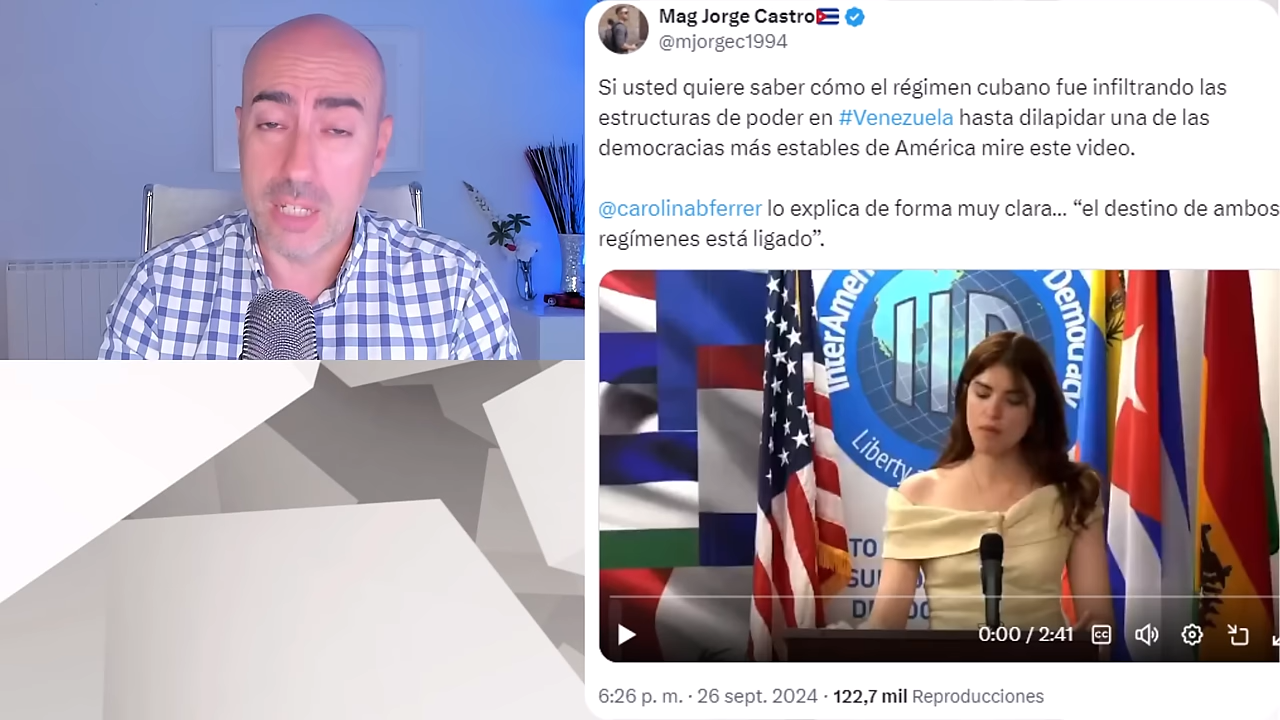 Mag Jorge Castro
@mjorgec1994
Si usted quiere saber cómo el régimen cubano fue infiltrando las
estructuras de poder en #Venezuela hasta dilapidar una de las
democracias más estables de América mire este video.
@carolinabferrer lo explica de forma muy clara... “el destino de ambos
regímenes está ligado”.
InterAmer
Democracy
Liberty
TO
0:00 / 2:41
CC
6:26 p. m. · 26 sept. 2024 · 122,7 mil Reproducciones